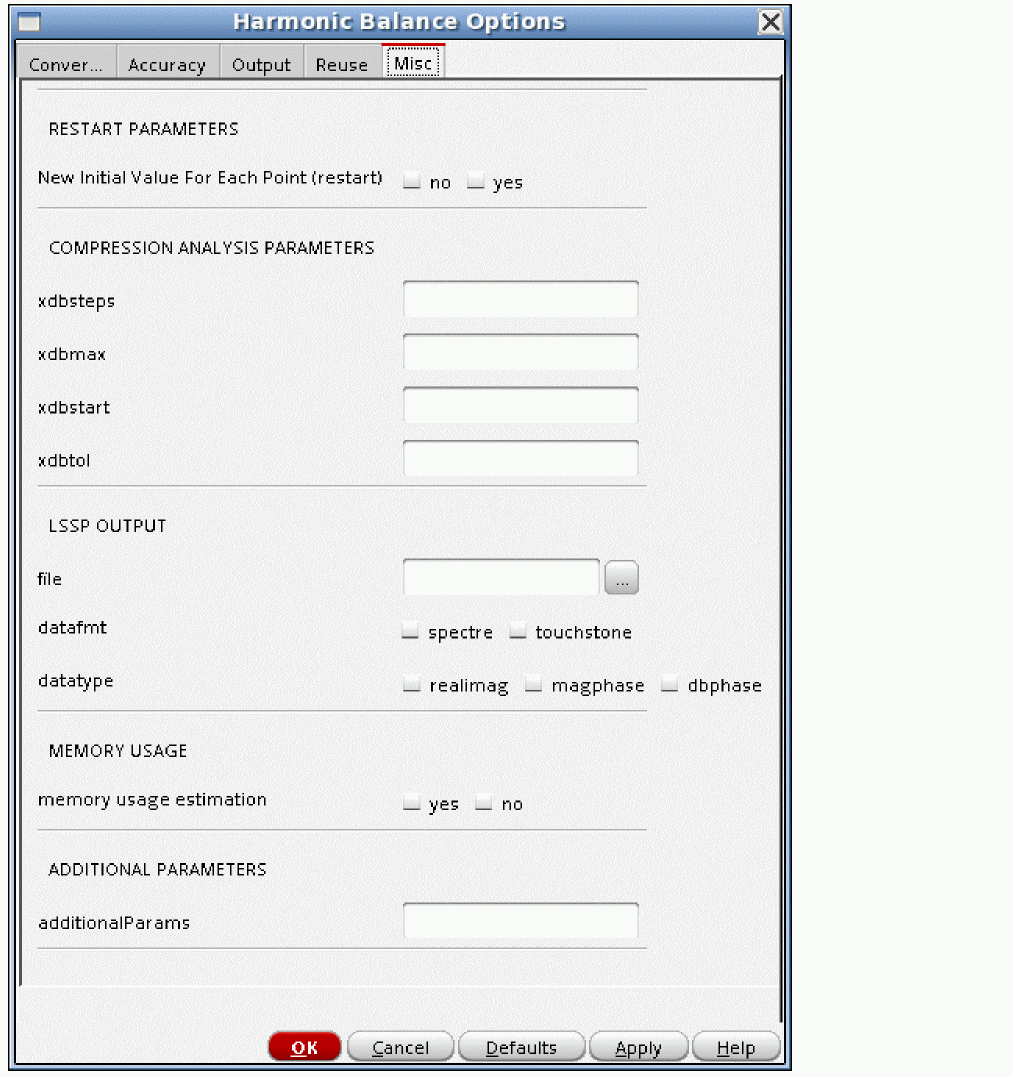 Harmonic Balance Options
Conver... Accuracy Output Reuse Misc
RESTART PARAMETERS
New Initial Value For Each Point (restart) no yes
COMPRESSION ANALYSIS PARAMETERS
xdbsteps
xdbmax
xdbstart
xdbtol
LSSP OUTPUT
file ...
datafmt spectre touchstone
datatype realimag magphase dbphase
MEMORY USAGE
memory usage estimation yes no
ADDITIONAL PARAMETERS
additionalParams
OK Cancel Defaults Apply Help